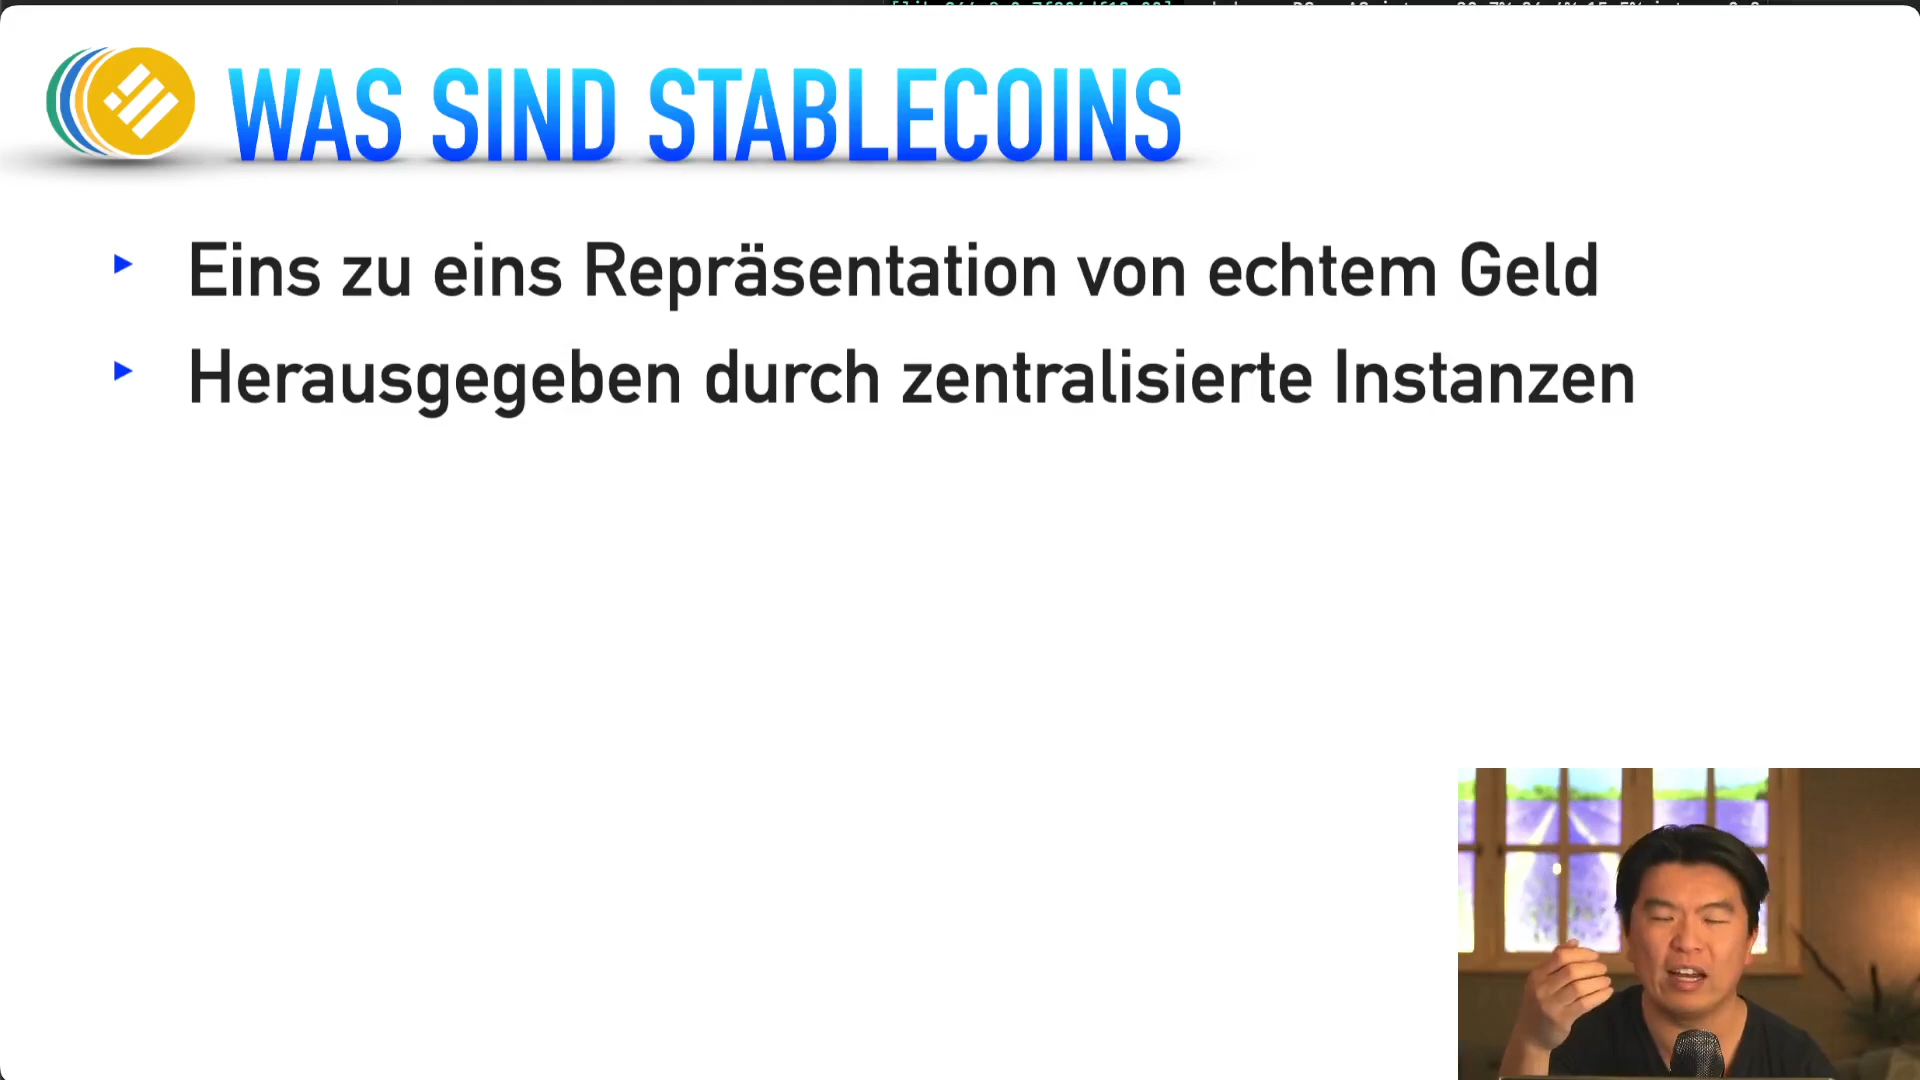 WAS SIND STABLECOINS
Eins zu eins Repräsentation von echtem Geld
Herausgegeben durch zentralisierte Instanzen